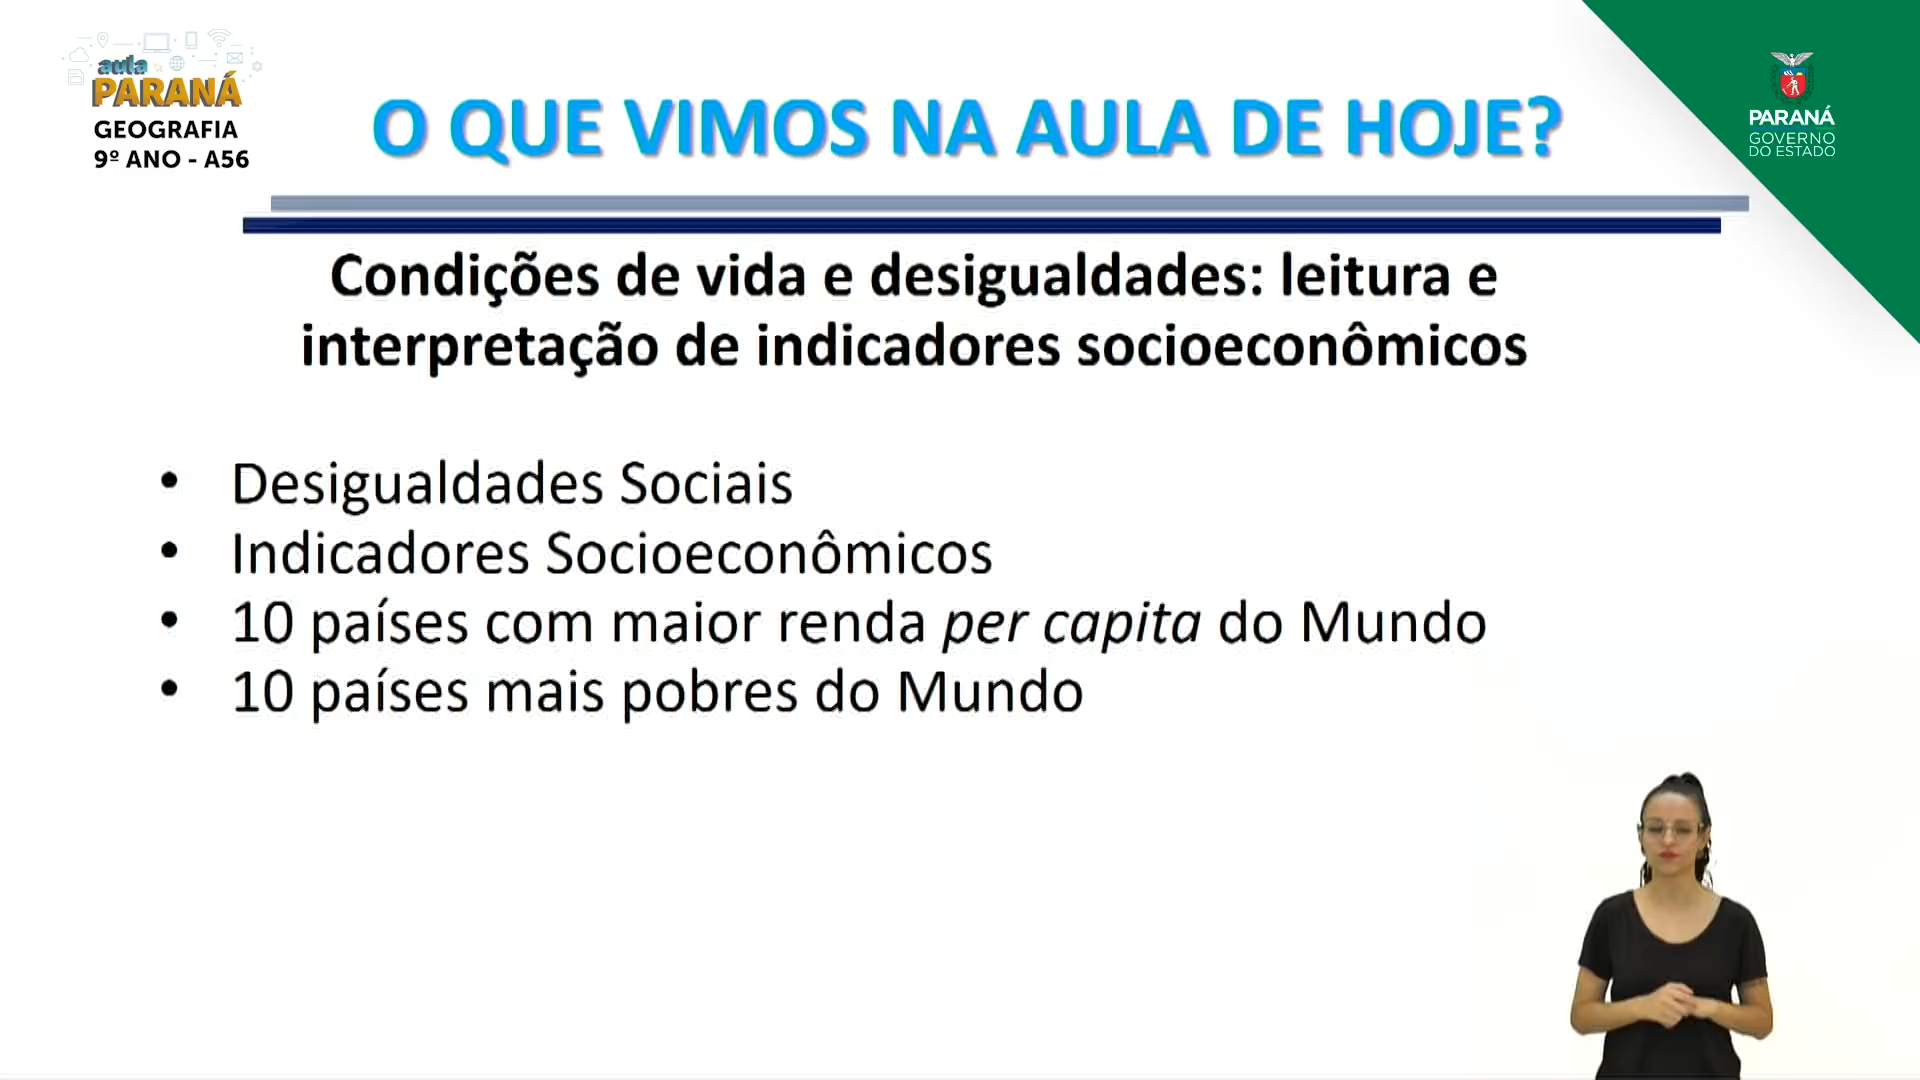 aula
PARANÁ
GEOGRAFIA
9º ANO - A56
O QUE VIMOS NA AULA DE HOJE?
PARANÁ
GOVERNO
DO ESTADO
Condições de vida e desigualdades: leitura e
interpretação de indicadores socioeconômicos
• Desigualdades Sociais
• Indicadores Socioeconômicos
• 10 países com maior renda per capita do Mundo
• 10 países mais pobres do Mundo